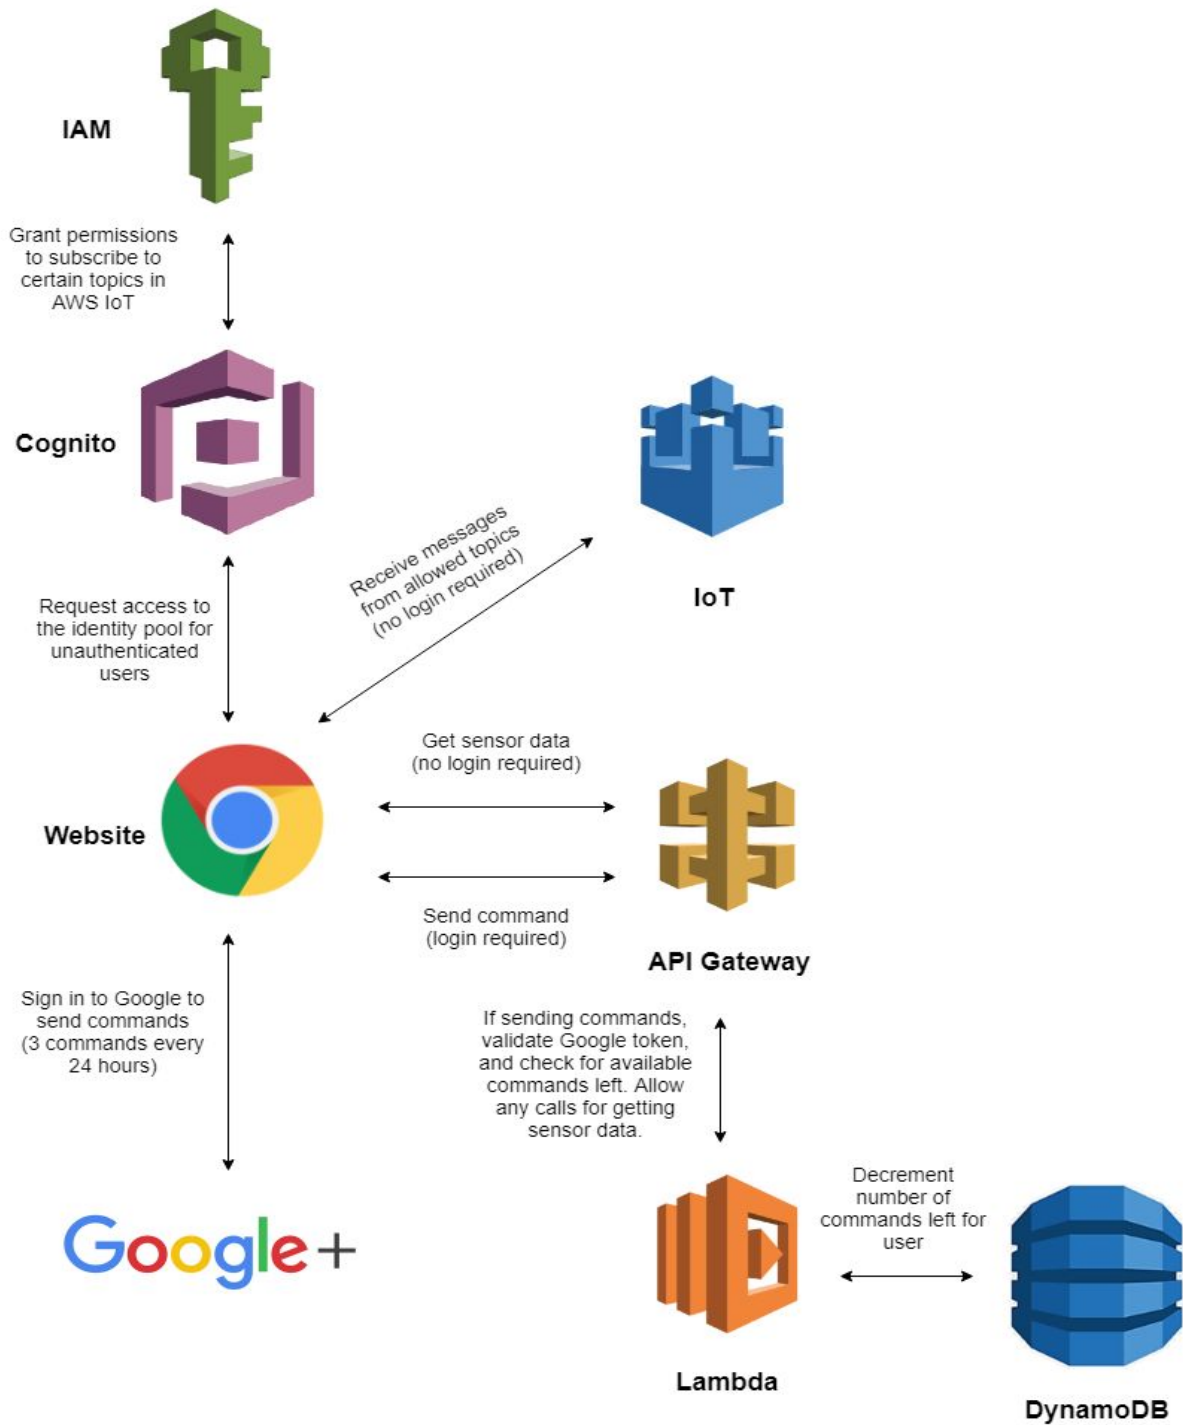 IAM
Grant permissions
to subscribe to
certain topics in
AWS IoT
Cognito
Receive messages
from allowed topics
(no login required)
IoT
Request access to
the identity pool for
unauthenticated
users
Get sensor data
(no login required)
Website
Send command
(login required)
API Gateway
Sign in to Google to
send commands
(3 commands every
24 hours)
If sending commands,
validate Google token,
and check for available
commands left. Allow
any calls for getting
sensor data.
Google+
Decrement
number of
commands left for
user
Lambda
DynamoDB